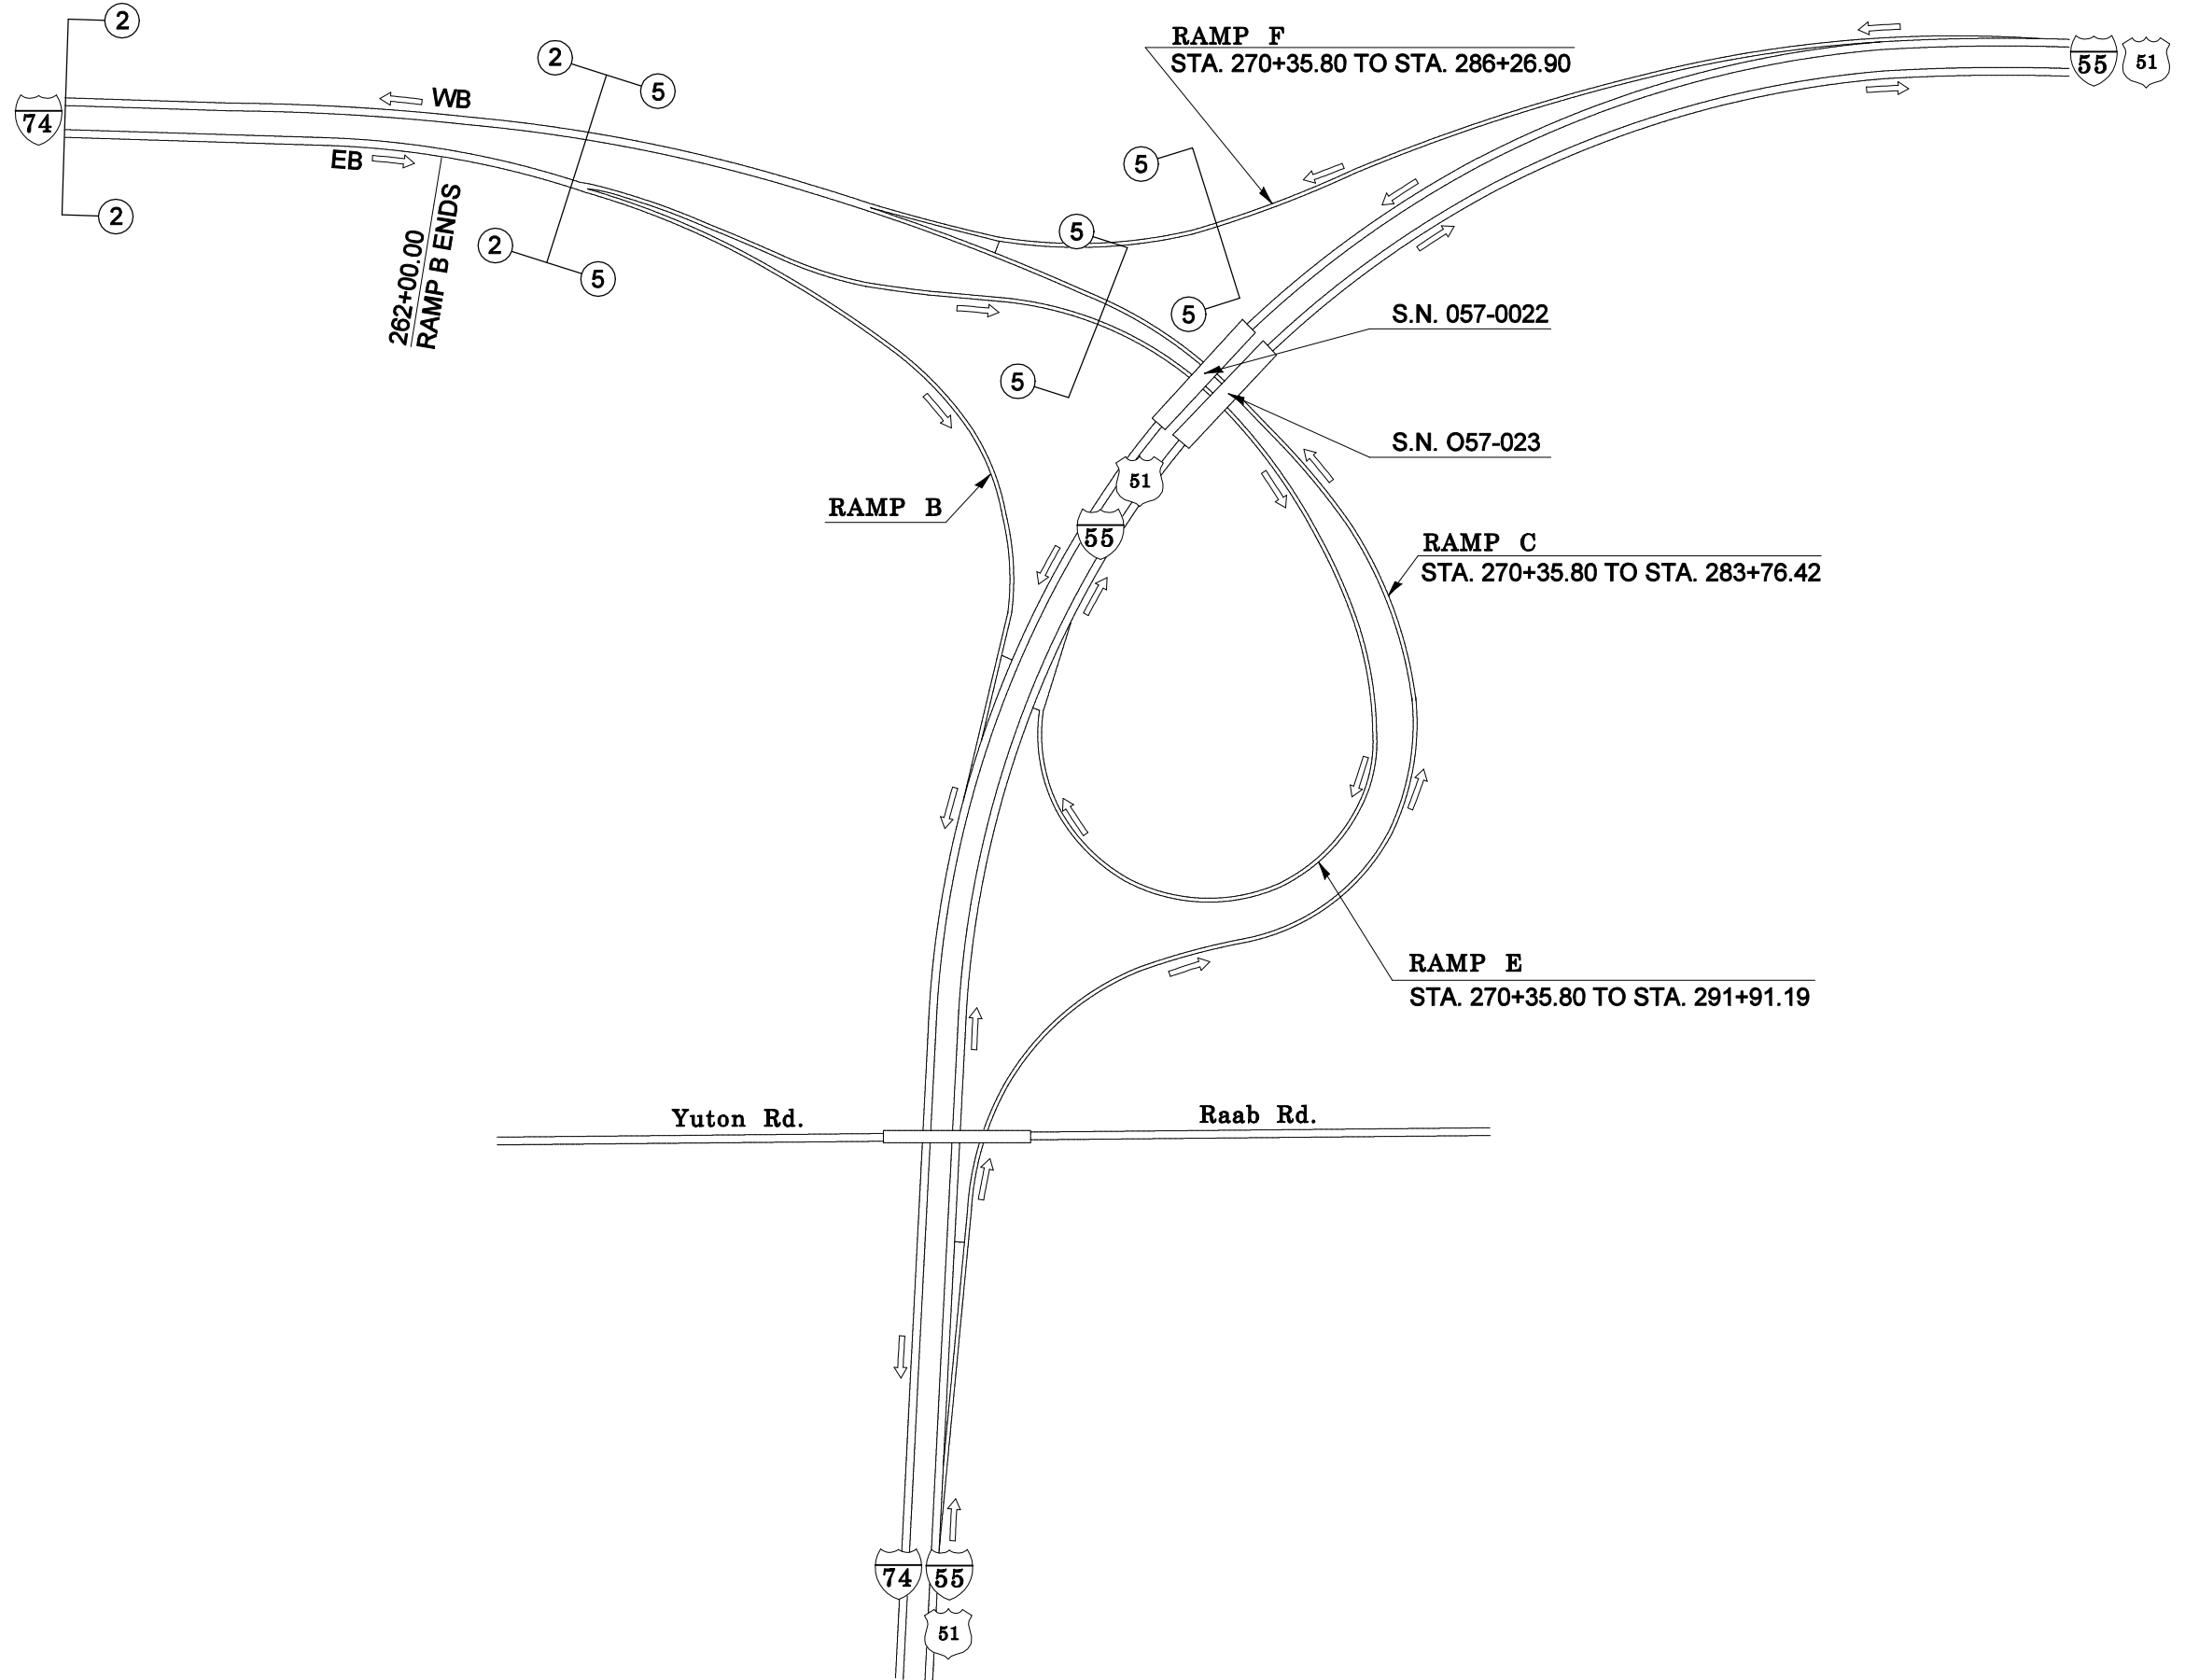 2
2
5
RAMP F
STA. 270+35.80 TO STA. 286+26.90
55
51
74
WB
EB
2
262+00.00
RAMP B ENDS
2
5
5
5
5
5
S.N. 057-0022
S.N. O57-023
51
55
RAMP B
RAMP C
STA. 270+35.80 TO STA. 283+76.42
RAMP E
STA. 270+35.80 TO STA. 291+91.19
Yuton Rd.
Raab Rd.
74
55
51